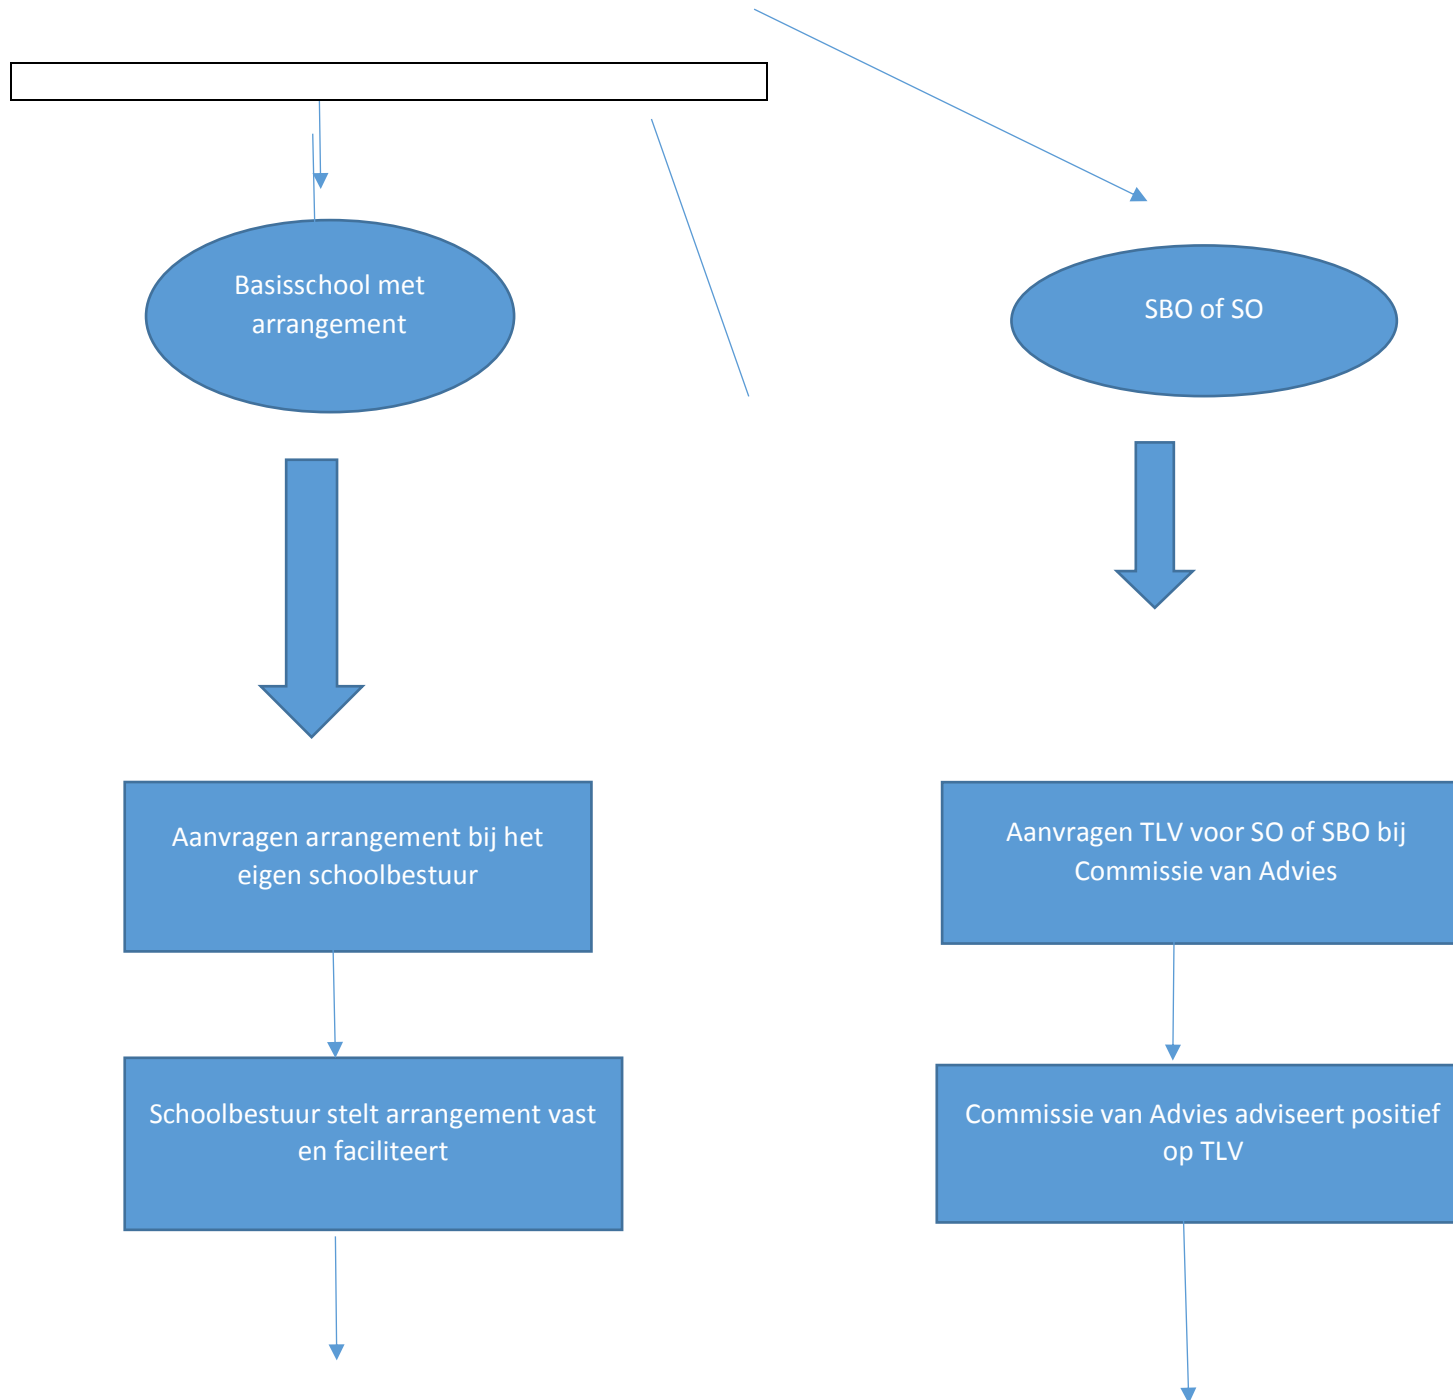 Basisschool met
arrangement
SBO of SO
Aanvragen arrangement bij het
eigen schoolbestuur
Aanvragen TLV voor SO of SBO bij
Commissie van Advies
Schoolbestuur stelt arrangement vast
en faciliteert
Commissie van Advies adviseert positief
op TLV